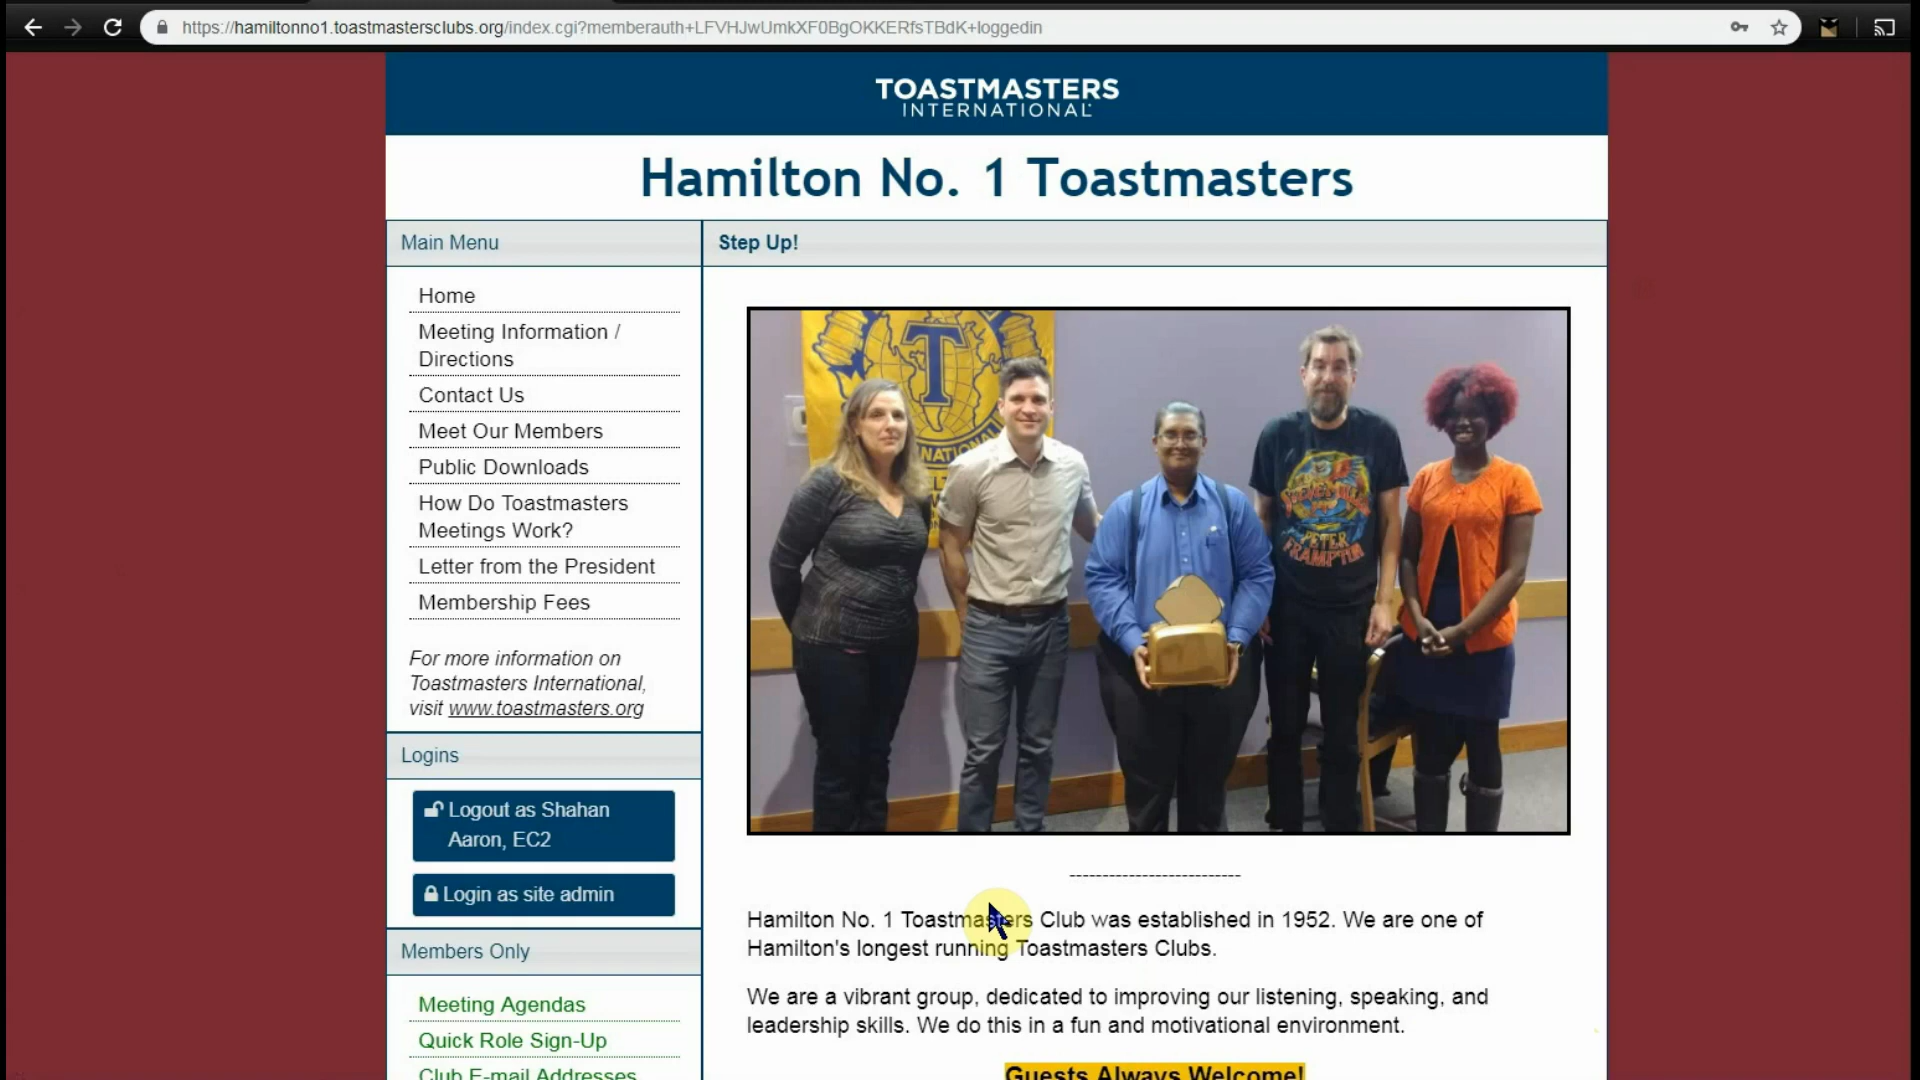 https://hamiltonno1.toastmastersclubs.org/index.cgi?memberauth+LFVHJwUmkXF0BgOKKERfsTBdK+loggedin
TOASTMASTERS
INTERNATIONAL
Hamilton No. 1 Toastmasters
Main Menu
Home
Meeting Information /
Directions
Contact Us
Meet Our Members
Public Downloads
How Do Toastmasters
Meetings Work?
Letter from the President
Membership Fees
For more information on
Toastmasters International,
visit www.toastmasters.org
Logins
Logout as Shahan
Aaron, EC2
Login as site admin
Members Only
Meeting Agendas
Quick Role Sign-Up
Club E-mail Addresses
Step Up!
T
PETER
FRAMPTON
--------------------------
Hamilton No. 1 Toastmasters Club was established in 1952. We are one of
Hamilton's longest running Toastmasters Clubs.
We are a vibrant group, dedicated to improving our listening, speaking, and
leadership skills. We do this in a fun and motivational environment.
Guests Always Welcome!